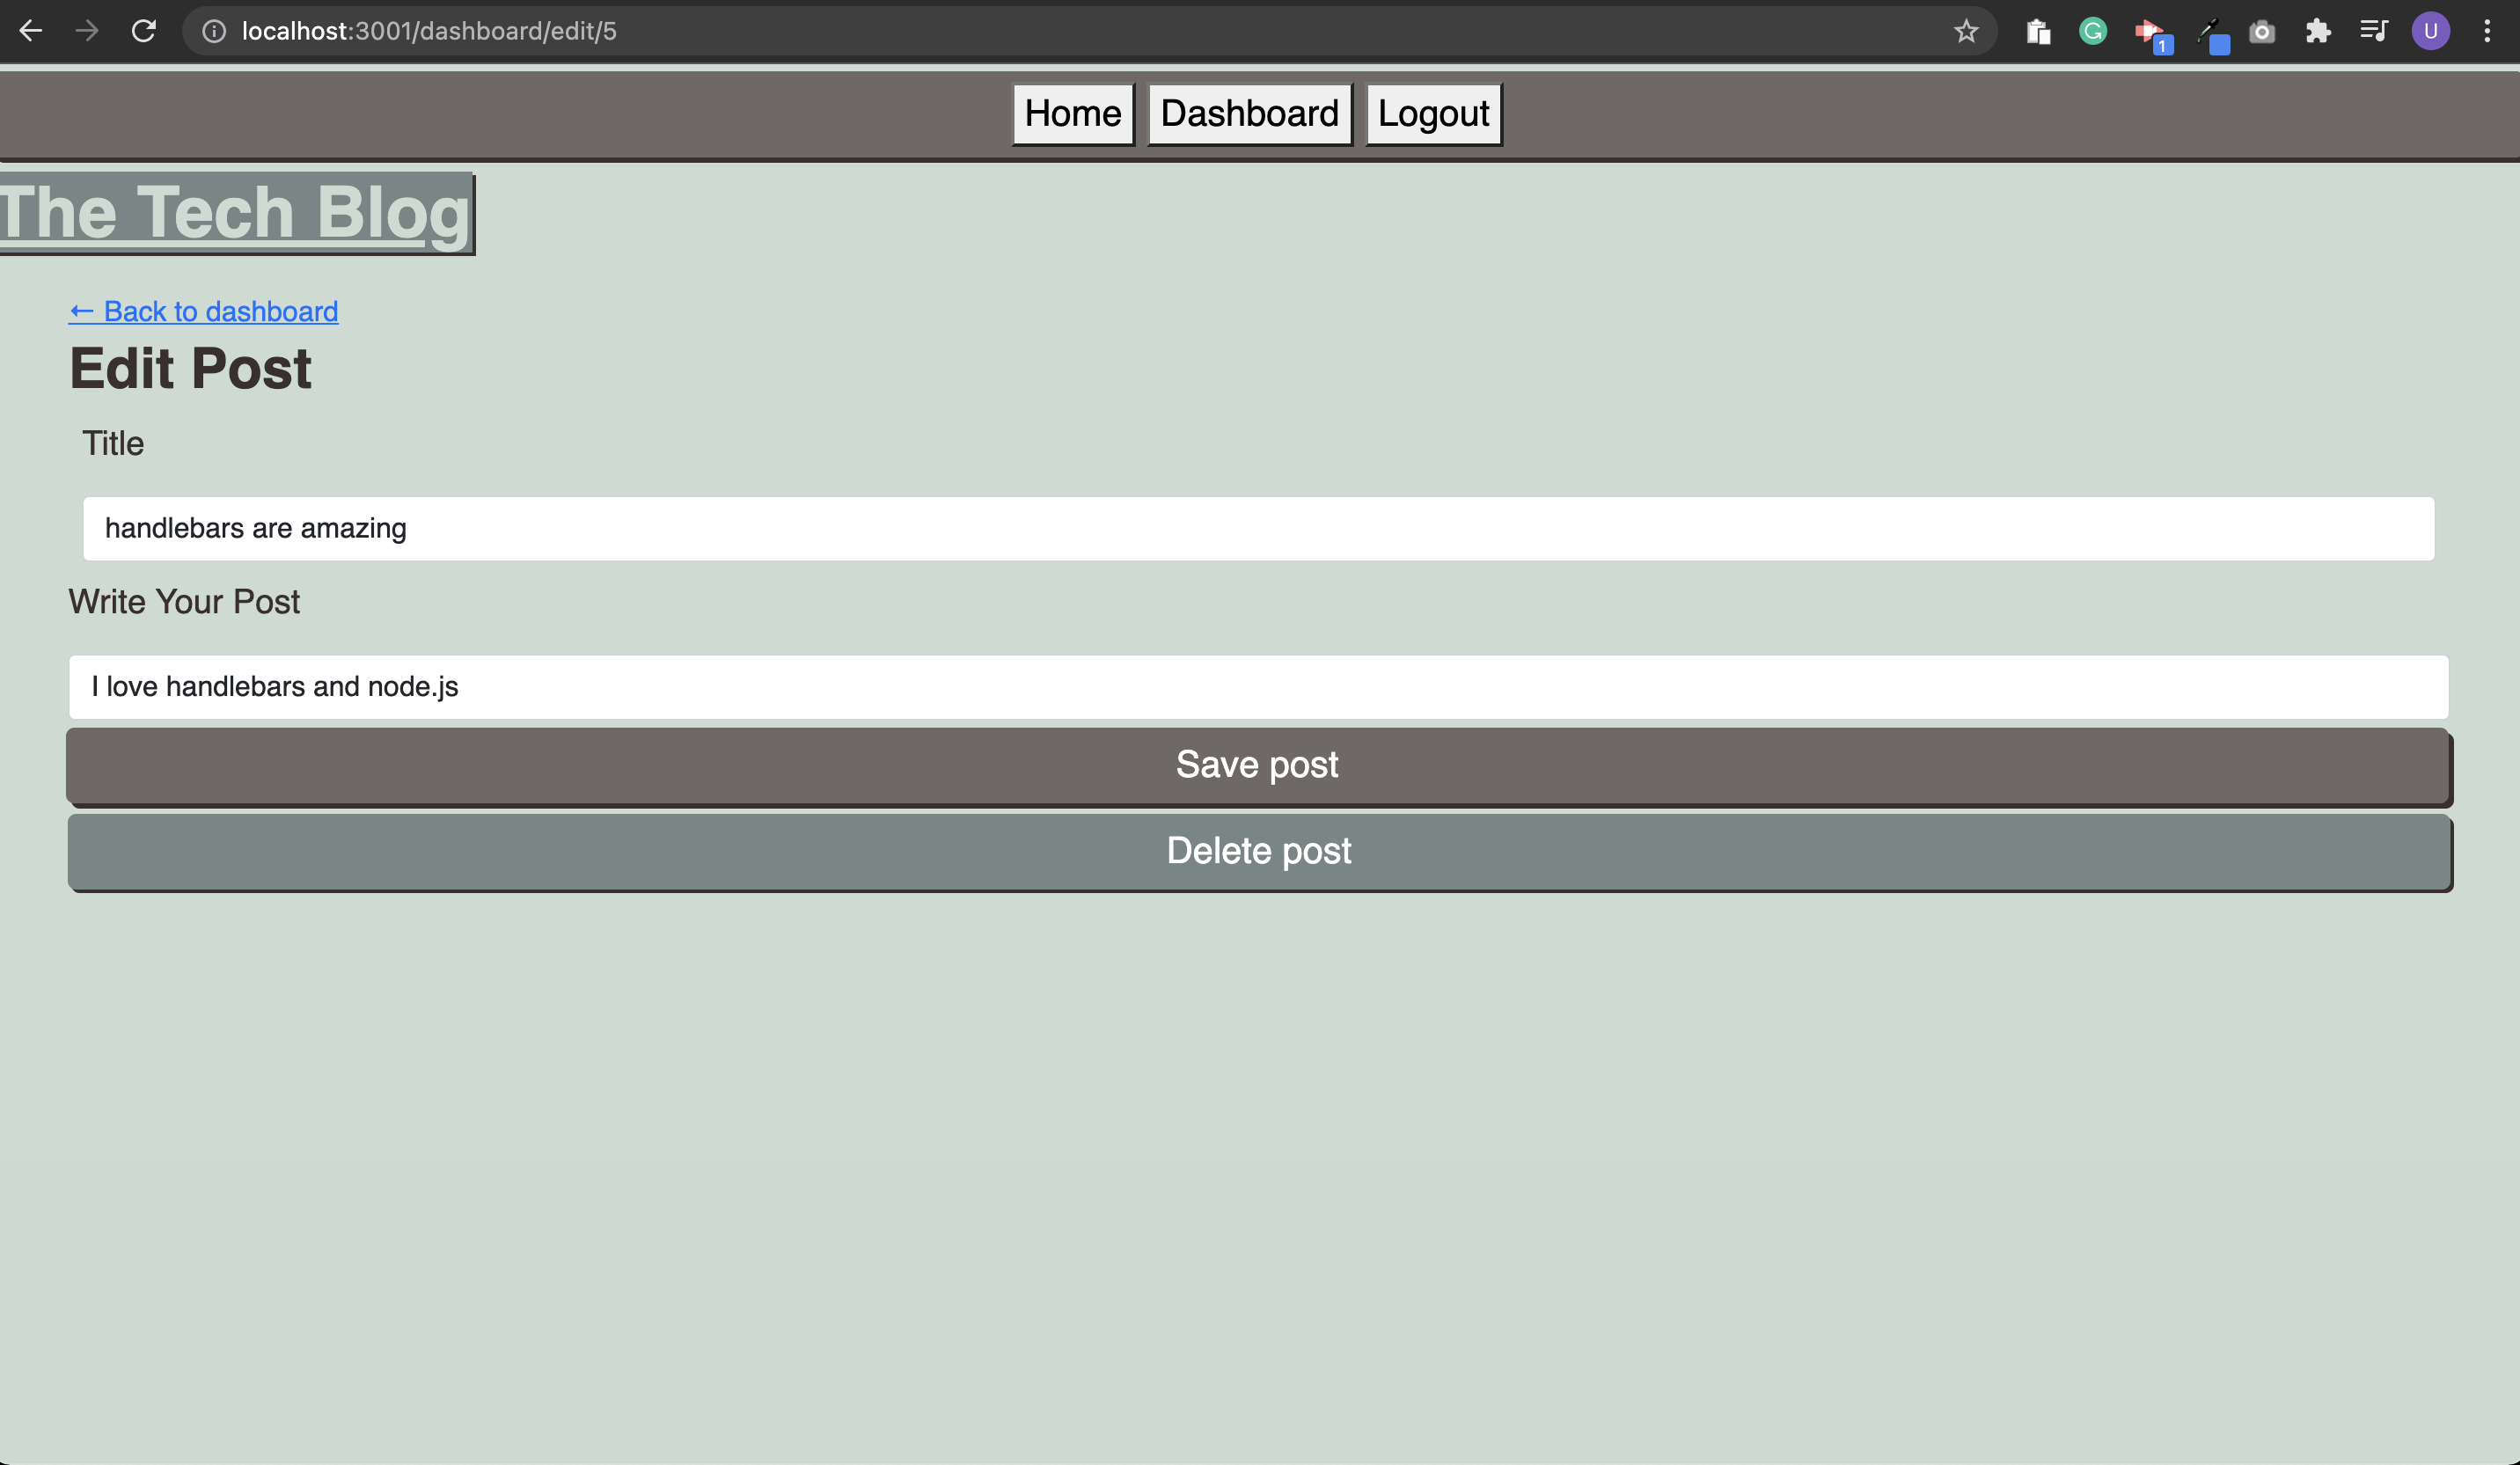 localhost:3001/dashboard/edit/5
1
U
Home Dashboard Logout
The Tech Blog
← Back to dashboard
Edit Post
Title
handlebars are amazing
Write Your Post
I love handlebars and node.js
Save post
Delete post